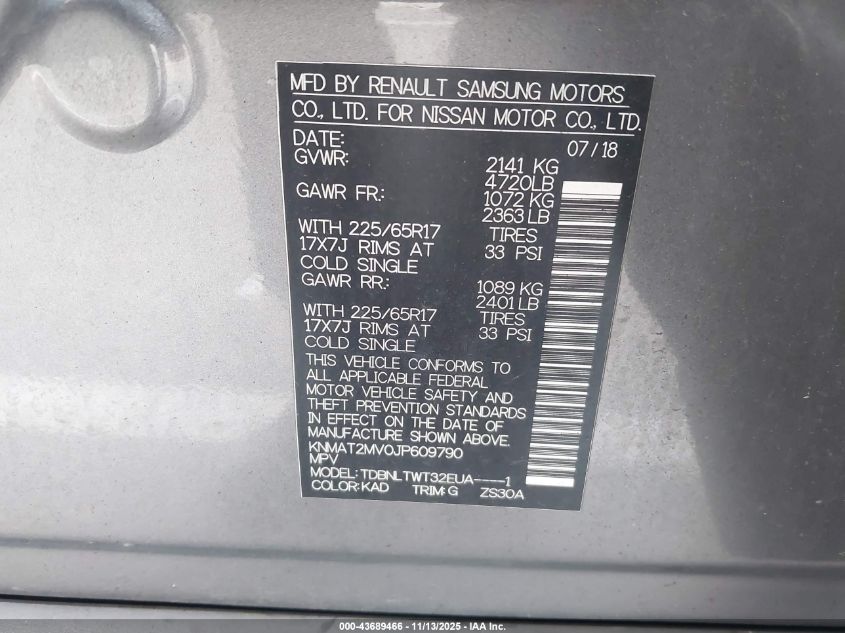 MFD BY RENAULT SAMSUNG MOTORS
CO., LTD. FOR NISSAN MOTOR CO., LTD.
DATE: 07/18
GVWR: 2141 KG
4720LB
GAWR FR.: 1072 KG
2363LB
WITH 225/65R17 TIRES
17X7J RIMS AT 33 PSI
COLD SINGLE
GAWR RR.: 1089 KG
2401LB
WITH 225/65R17 TIRES
17X7J RIMS AT 33 PSI
COLD SINGLE
THIS VEHICLE CONFORMS TO
ALL APPLICABLE FEDERAL
MOTOR VEHICLE SAFETY AND
THEFT PREVENTION STANDARDS
IN EFFECT ON THE DATE OF
MANUFACTURE SHOWN ABOVE.
KNMAT2MV0JP609790
MPV
MODEL: TDBNLTWT32EUA----1
COLOR:KAD TRIM:G ZS30A
000-43689466 - 11/13/2025 - IAA Inc.